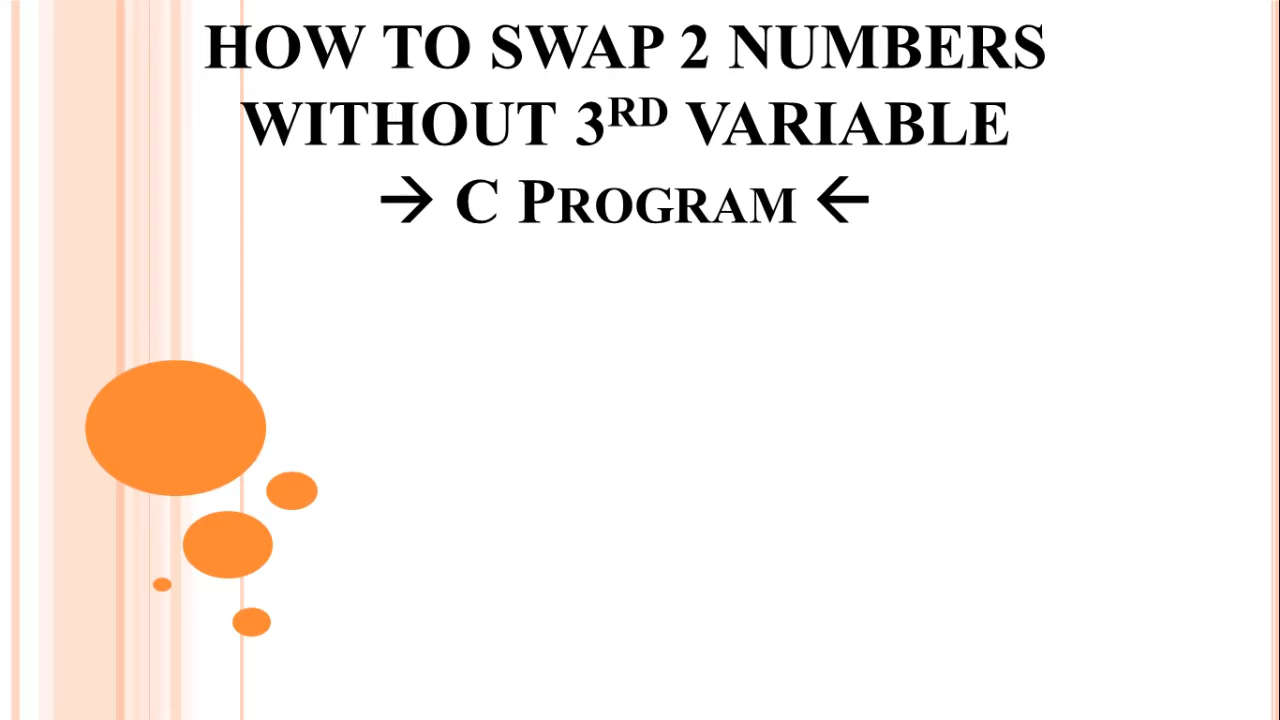 HOW TO SWAP 2 NUMBERS
WITHOUT 3RD VARIABLE
→ C PROGRAM ←